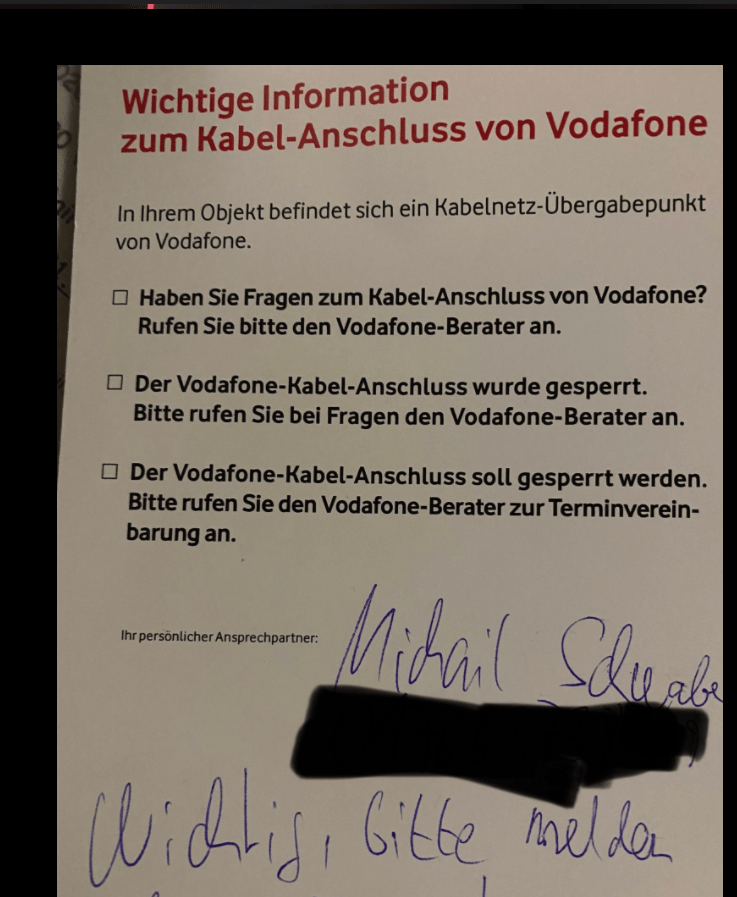 Wichtige Information
zum Kabel-Anschluss von Vodafone
In Ihrem Objekt befindet sich ein Kabelnetz-Übergabepunkt
von Vodafone.
☐ Haben Sie Fragen zum Kabel-Anschluss von Vodafone?
Rufen Sie bitte den Vodafone-Berater an.
☐ Der Vodafone-Kabel-Anschluss wurde gesperrt.
Bitte rufen Sie bei Fragen den Vodafone-Berater an.
☐ Der Vodafone-Kabel-Anschluss soll gesperrt werden.
Bitte rufen Sie den Vodafone-Berater zur Terminverein-
barung an.
Ihr persönlicher Ansprechpartner: Michail Schwabe
Wichtig, bitte melden